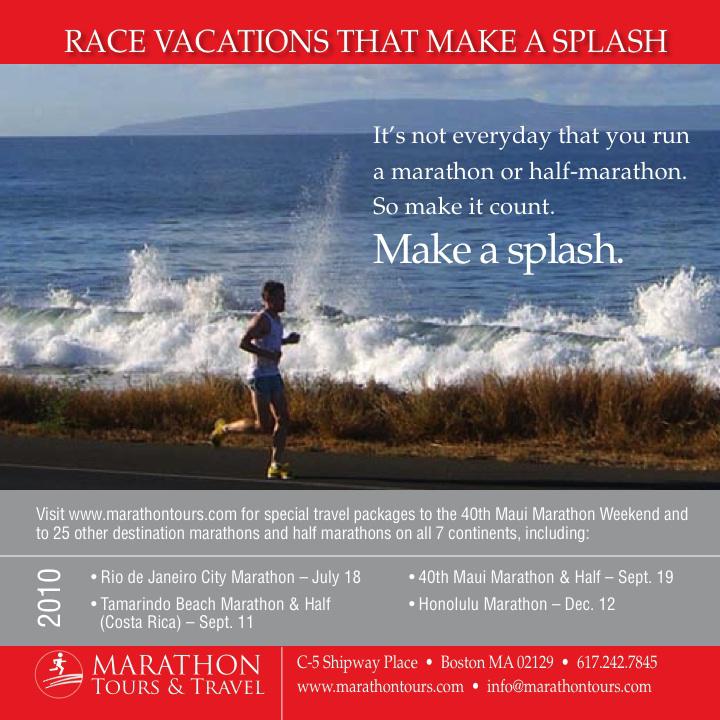 RACE VACATIONS THAT MAKE A SPLASH
It's not everyday that you run
a marathon or half-marathon.
So make it count.
Make a splash.
Visit www.marathontours.com for special travel packages to the 40th Maui Marathon Weekend and
to 25 other destination marathons and half marathons on all 7 continents, including:
2010
• Rio de Janeiro City Marathon – July 18
• Tamarindo Beach Marathon & Half
(Costa Rica) – Sept. 11
• 40th Maui Marathon & Half – Sept. 19
• Honolulu Marathon – Dec. 12
MARATHON
TOURS & TRAVEL
C-5 Shipway Place • Boston MA 02129 • 617.242.7845
www.marathontours.com • info@marathontours.com